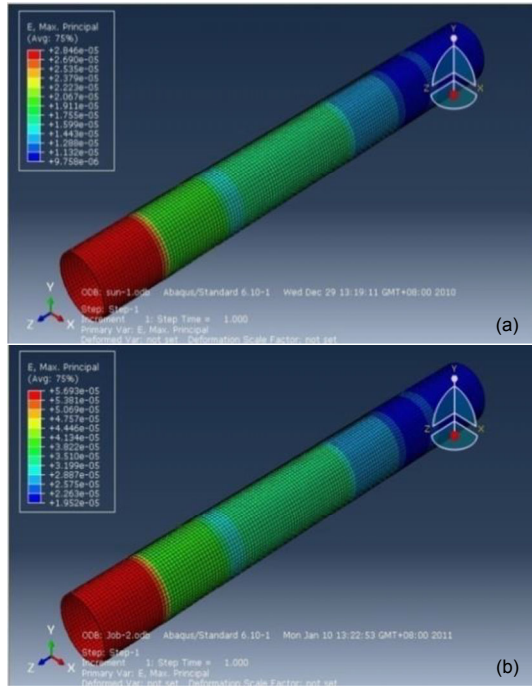 E, Max. Principal
(Avg: 75%)
+2.846e-05
+2.690e-05
+2.535e-05
+2.379e-05
+2.223e-05
+2.067e-05
+1.911e-05
+1.755e-05
+1.599e-05
+1.443e-05
+1.288e-05
+1.132e-05
+9.758e-06
Y
Z
X
Y
Z
X
ODB: sun-1.odb Abaqus/Standard 6.10-1 Wed Dec 29 13:19:11 GMT+08:00 2010
Step: Step-1
Increment 1: Step Time = 1.000
Primary Var: E, Max. Principal
Deformed Var: not set Deformation Scale Factor: not set
(a)
E, Max. Principal
(Avg: 75%)
+5.693e-05
+5.381e-05
+5.069e-05
+4.757e-05
+4.446e-05
+4.134e-05
+3.822e-05
+3.510e-05
+3.199e-05
+2.887e-05
+2.575e-05
+2.263e-05
+1.952e-05
Y
Z
X
Y
Z
X
ODB: Job-2.odb Abaqus/Standard 6.10-1 Mon Jan 10 13:22:53 GMT+08:00 2011
Step: Step-1
Increment 1: Step Time = 1.000
Primary Var: E, Max. Principal
Deformed Var: not set Deformation Scale Factor: not set
(b)